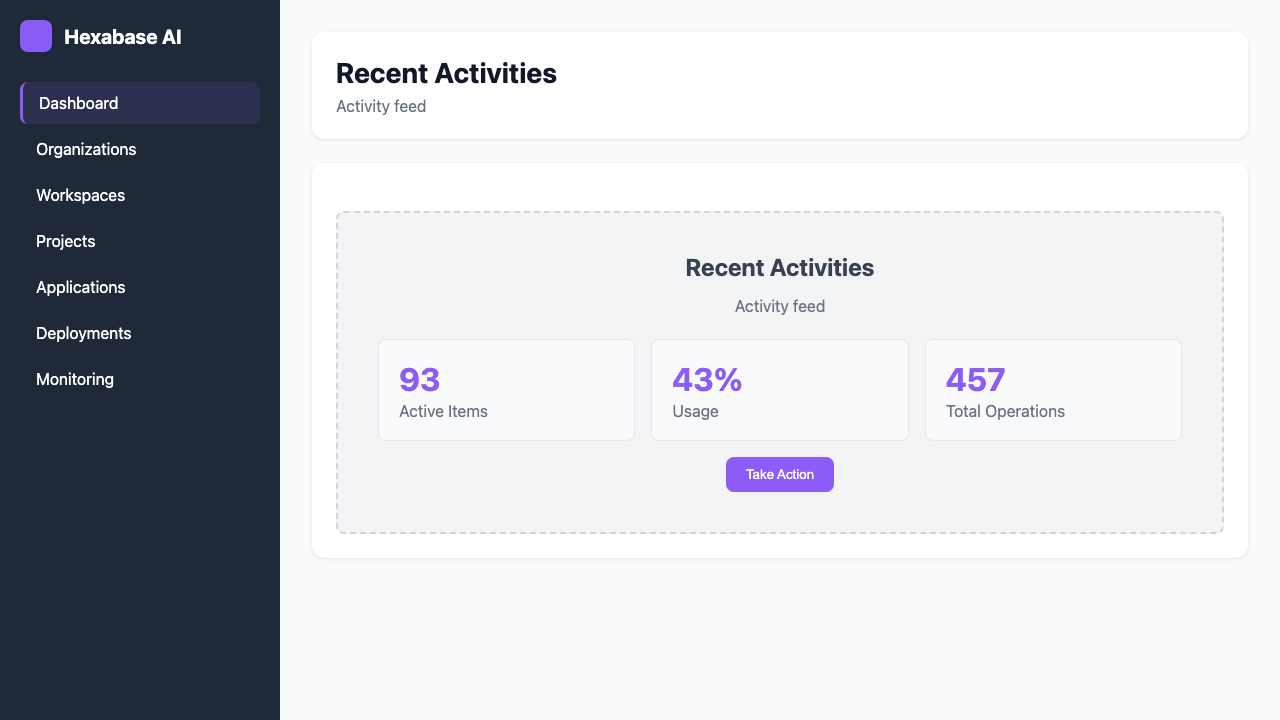 Hexabase AI
Dashboard
Organizations
Workspaces
Projects
Applications
Deployments
Monitoring
Recent Activities
Activity feed
Recent Activities
Activity feed
93
Active Items
43%
Usage
457
Total Operations
Take Action